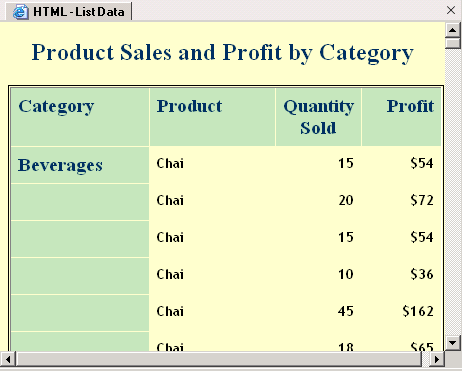 HTML - List Data
Product Sales and Profit by Category
Category Product Quantity Sold Profit
Beverages Chai 15 $54
Chai 20 $72
Chai 15 $54
Chai 10 $36
Chai 45 $162
Chai 18 $65